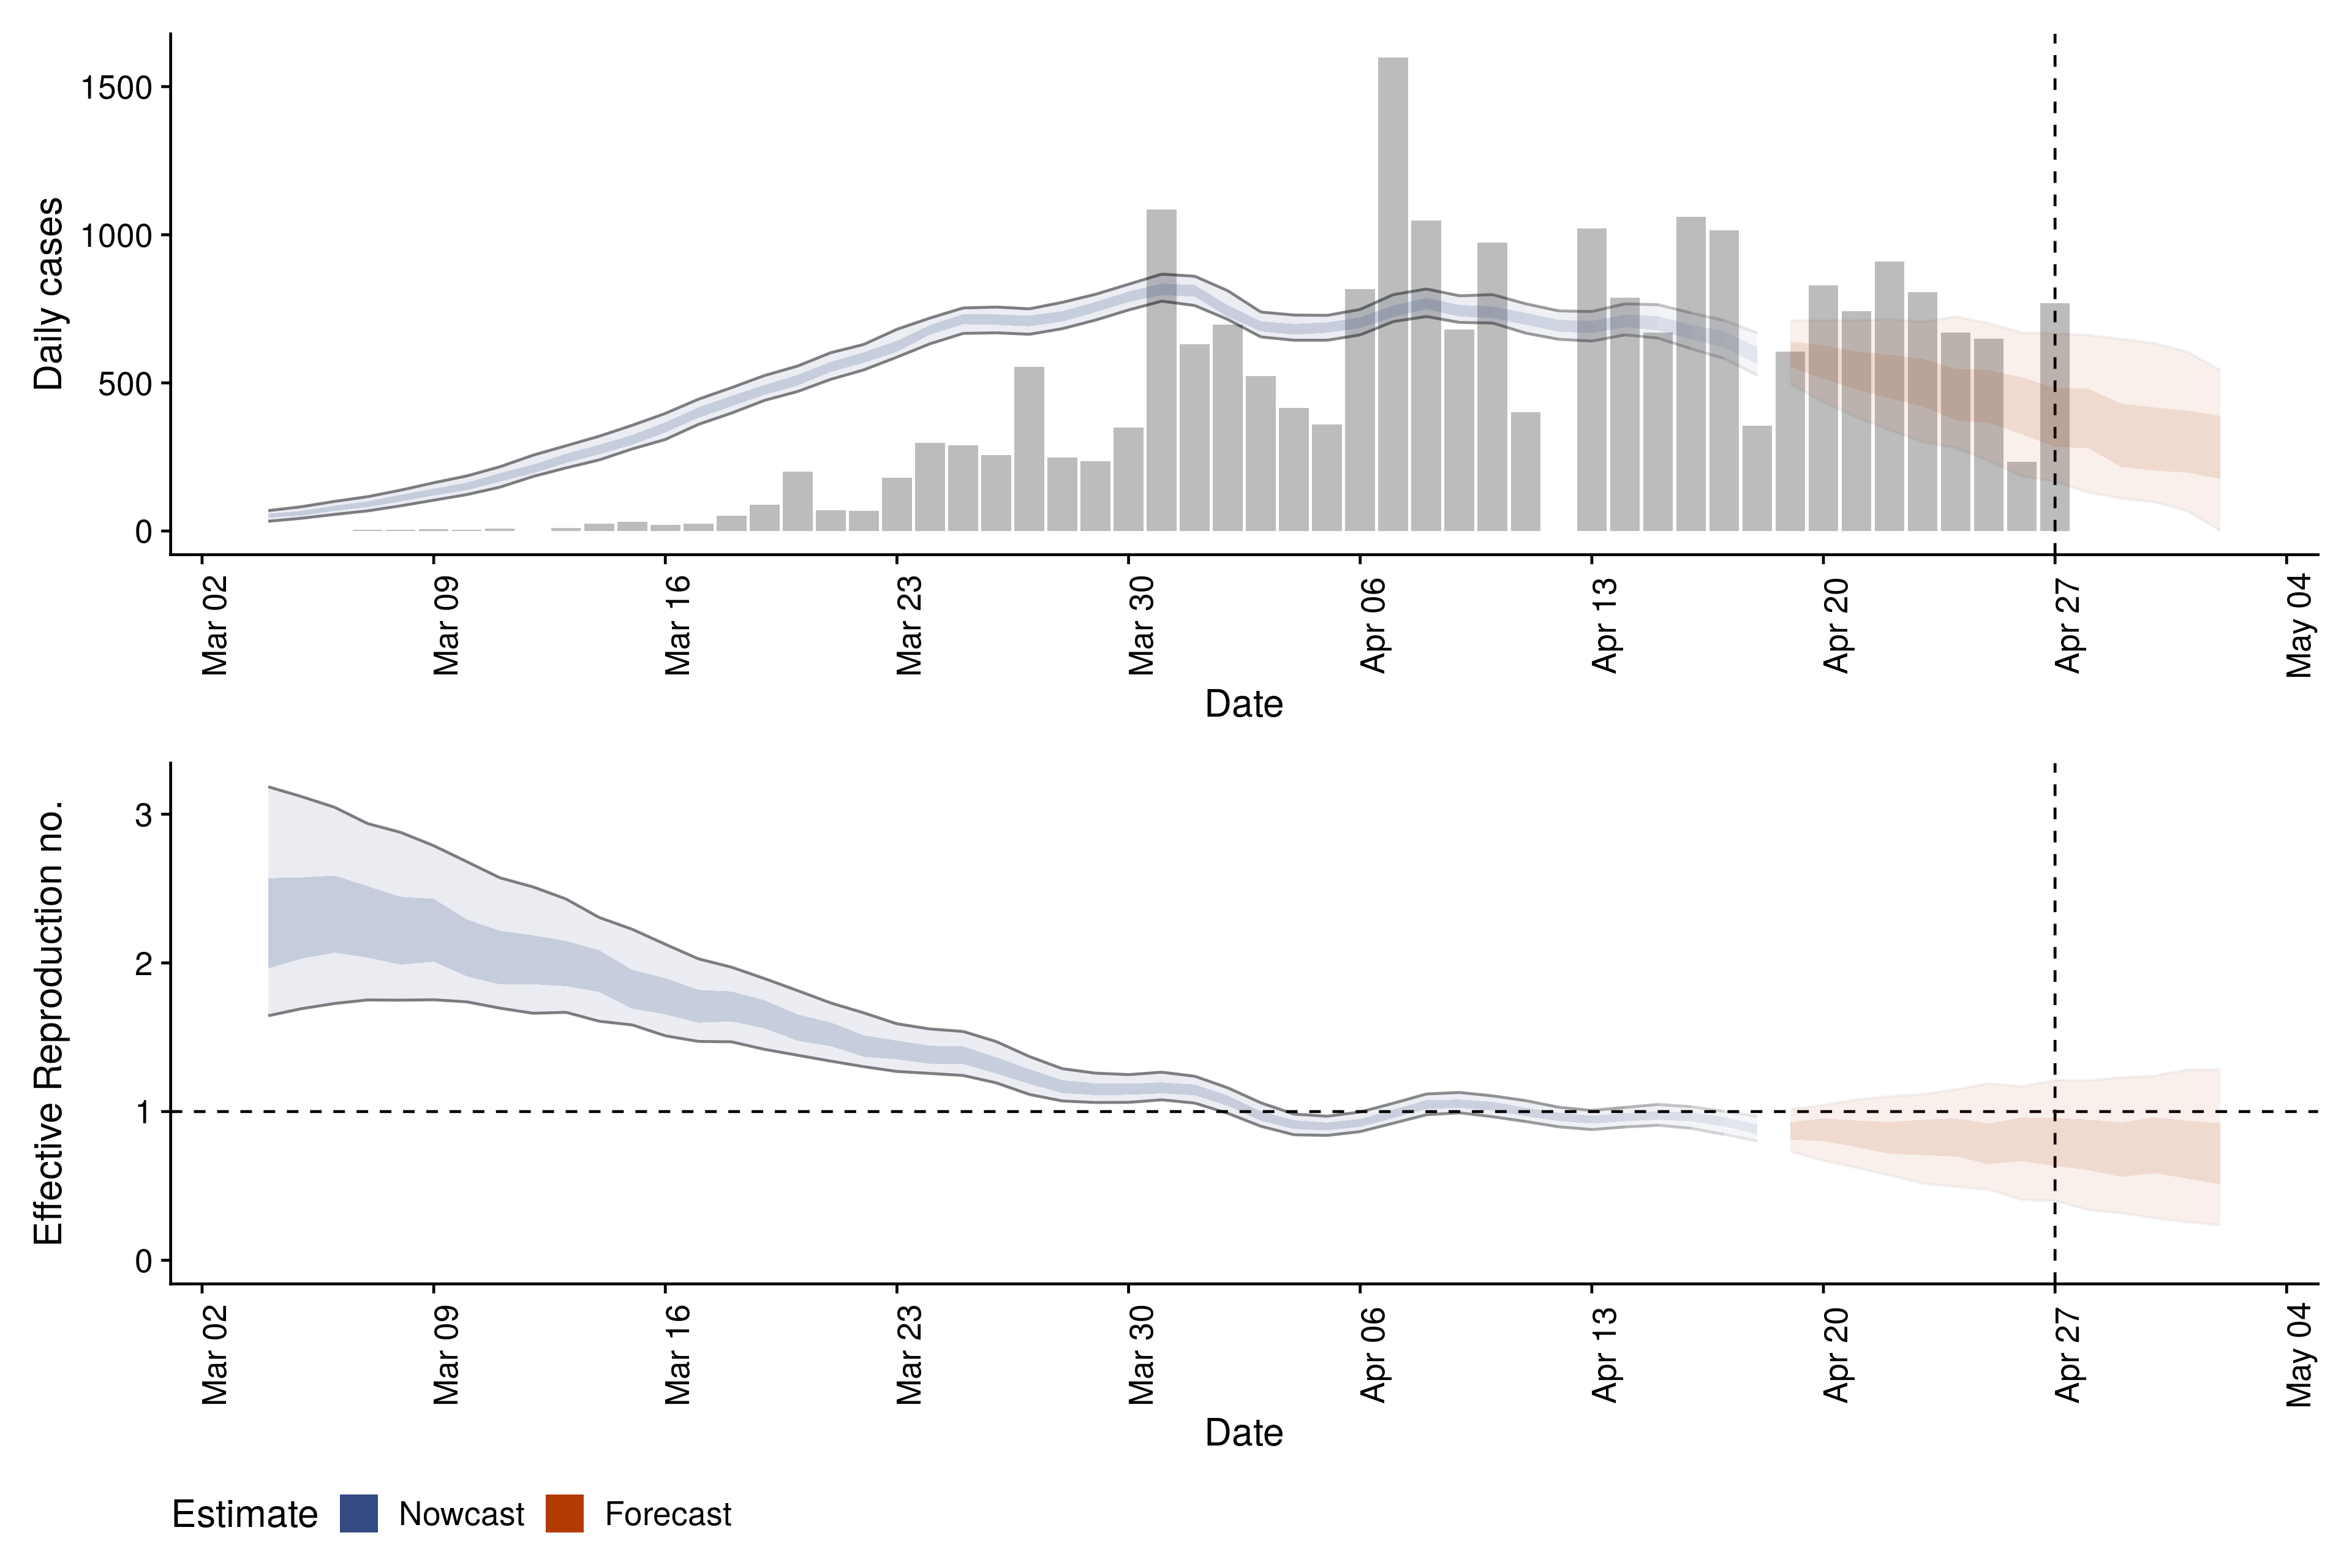 Daily cases
1500
1000
500
0
Mar 02
Mar 09
Mar 16
Mar 23
Mar 30
Apr 06
Apr 13
Apr 20
Apr 27
May 04
Date
Effective Reproduction no.
3
2
1
0
Mar 02
Mar 09
Mar 16
Mar 23
Mar 30
Apr 06
Apr 13
Apr 20
Apr 27
May 04
Date
Estimate Nowcast Forecast